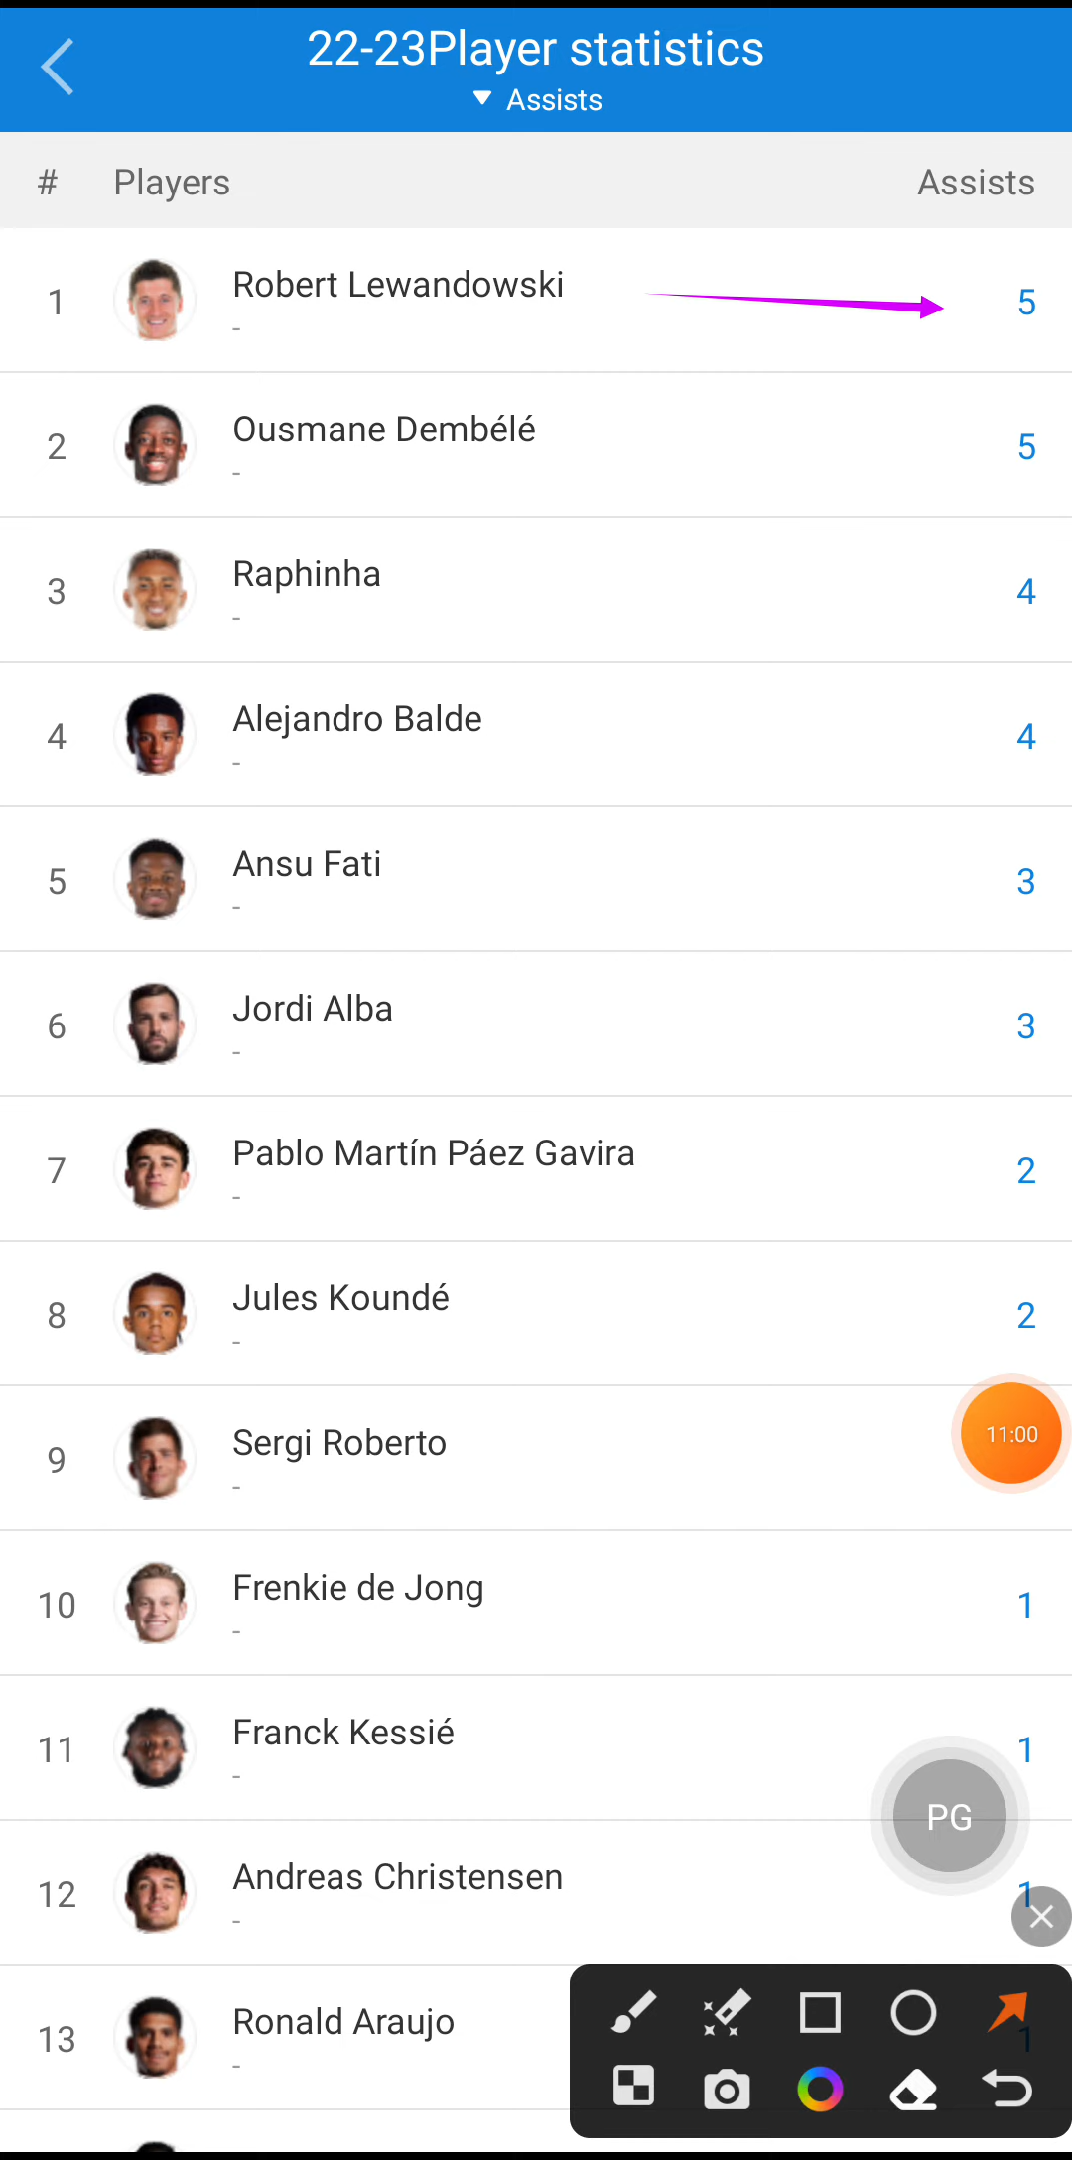 22-23Player statistics
Assists
# Players Assists
1 Robert Lewandowski 5
-
2 Ousmane Dembélé 5
-
3 Raphinha 4
-
4 Alejandro Balde 4
-
5 Ansu Fati 3
-
6 Jordi Alba 3
-
7 Pablo Martín Páez Gavira 2
-
8 Jules Koundé 2
-
9 Sergi Roberto
-
11:00
10 Frenkie de Jong 1
-
11 Franck Kessié 1
-
PG
12 Andreas Christensen 1
-
13 Ronald Araujo 1
-